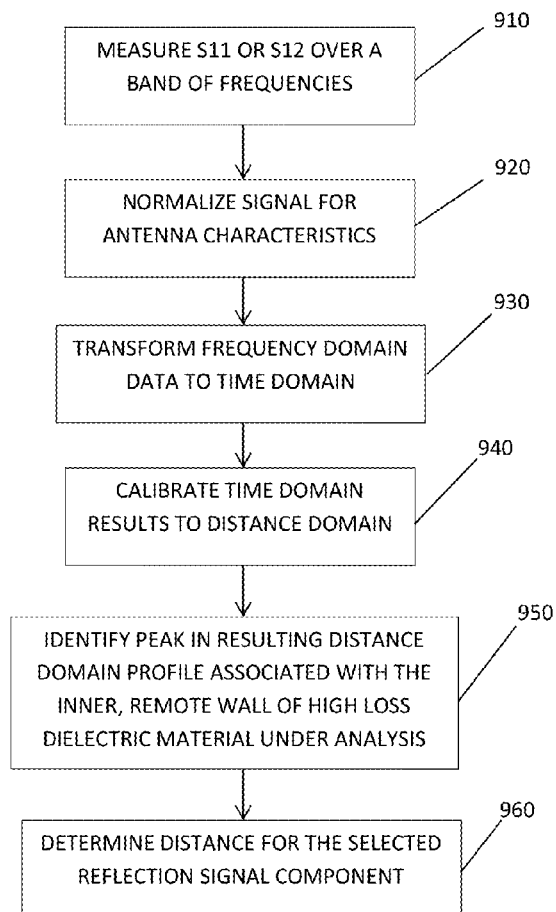 910
MEASURE S11 OR S12 OVER A
BAND OF FREQUENCIES
920
NORMALIZE SIGNAL FOR
ANTENNA CHARACTERISTICS
930
TRANSFORM FREQUENCY DOMAIN
DATA TO TIME DOMAIN
940
CALIBRATE TIME DOMAIN
RESULTS TO DISTANCE DOMAIN
950
IDENTIFY PEAK IN RESULTING DISTANCE
DOMAIN PROFILE ASSOCIATED WITH THE
INNER, REMOTE WALL OF HIGH LOSS
DIELECTRIC MATERIAL UNDER ANALYSIS
960
DETERMINE DISTANCE FOR THE SELECTED
REFLECTION SIGNAL COMPONENT